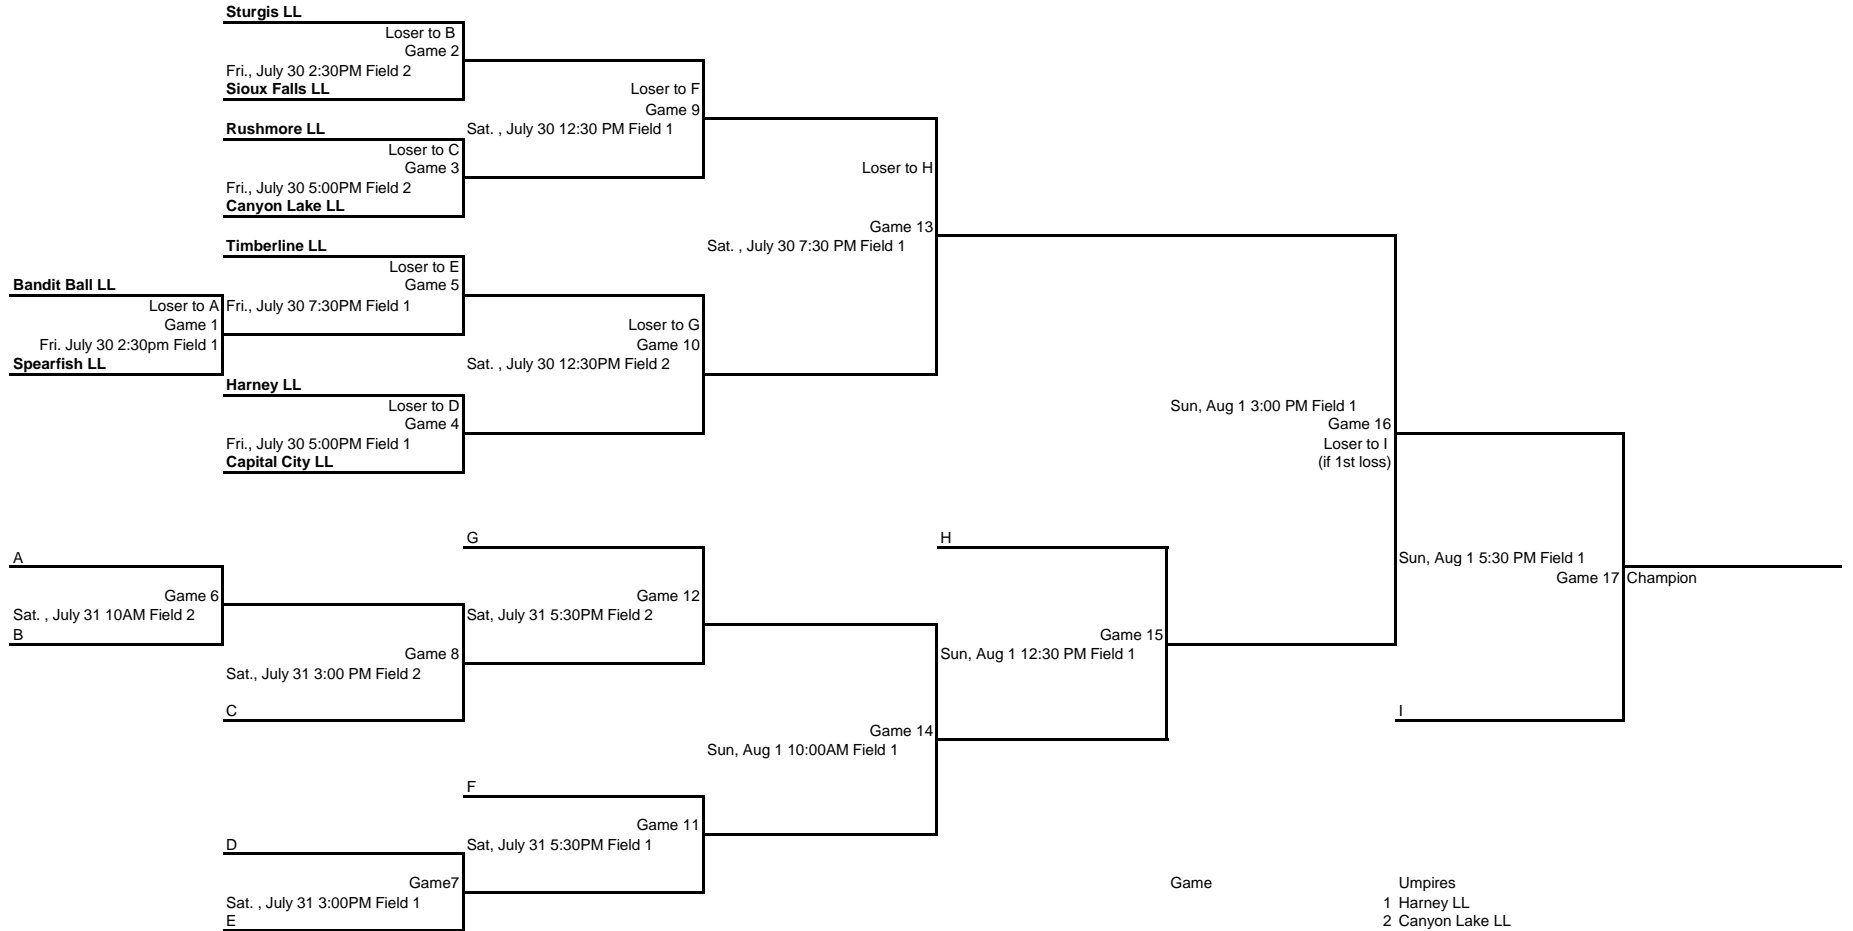 Sturgis LL
Loser to B
Game 2
Fri., July 30 2:30PM Field 2
Sioux Falls LL
Loser to F
Game 9
Sat. , July 30 12:30 PM Field 1
Rushmore LL
Loser to C
Game 3
Fri., July 30 5:00PM Field 2
Canyon Lake LL
Loser to H
Game 13
Sat. , July 30 7:30 PM Field 1
Timberline LL
Loser to E
Game 5
Fri., July 30 7:30PM Field 1
Bandit Ball LL
Loser to A
Game 1
Fri. July 30 2:30pm Field 1
Spearfish LL
Loser to G
Game 10
Sat. , July 30 12:30PM Field 2
Harney LL
Loser to D
Game 4
Fri., July 30 5:00PM Field 1
Capital City LL
Sun, Aug 1 3:00 PM Field 1
Game 16
Loser to I
(if 1st loss)
A
Game 6
Sat. , July 31 10AM Field 2
B
G
Game 12
Sat, July 31 5:30PM Field 2
Game 8
Sat., July 31 3:00 PM Field 2
C
H
Game 15
Sun, Aug 1 12:30 PM Field 1
Sun, Aug 1 5:30 PM Field 1
Game 17 Champion
I
Game 14
Sun, Aug 1 10:00AM Field 1
F
Game 11
Sat, July 31 5:30PM Field 1
D
Game7
Sat. , July 31 3:00PM Field 1
E
Game Umpires
1 Harney LL
2 Canyon Lake LL